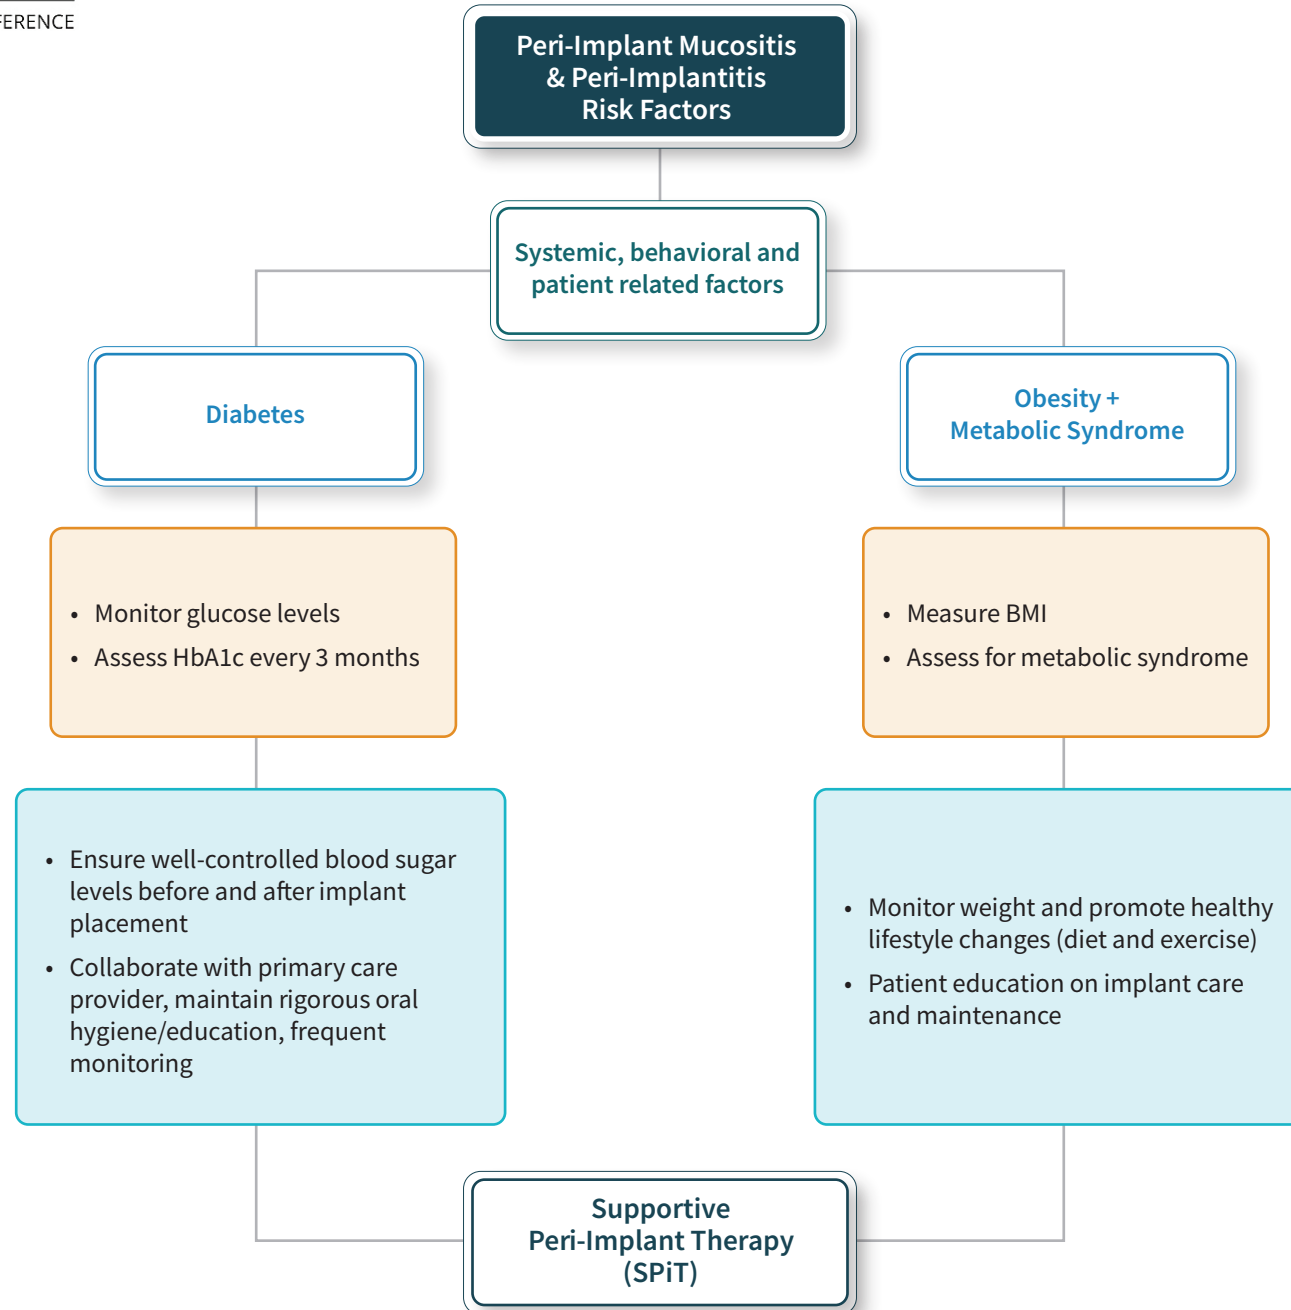 Peri-Implant Mucositis
& Peri-Implantitis
Risk Factors
Systemic, behavioral and
patient related factors
Diabetes
Obesity +
Metabolic Syndrome
• Monitor glucose levels
• Assess HbA1c every 3 months
• Measure BMI
• Assess for metabolic syndrome
• Ensure well-controlled blood sugar
levels before and after implant
placement
• Collaborate with primary care
provider, maintain rigorous oral
hygiene/education, frequent
monitoring
• Monitor weight and promote healthy
lifestyle changes (diet and exercise)
• Patient education on implant care
and maintenance
Supportive
Peri-Implant Therapy
(SPiT)